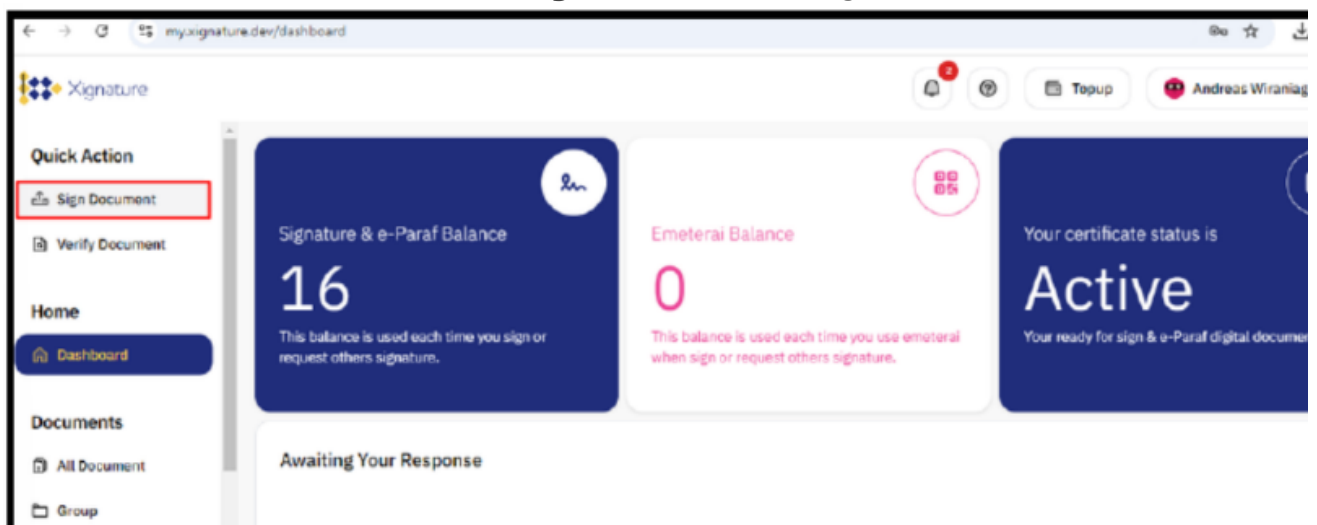 my.xignature.dev/dashboard
Xignature
2
Topup
Andreas Wiraniag
Quick Action
Sign Document
Verify Document
Home
Dashboard
Documents
All Document
Group
Signature & e-Paraf Balance
16
This balance is used each time you sign or
request others signature.
Emeterai Balance
0
This balance is used each time you use emeterai
when sign or request others signature.
Your certificate status is
Active
Your ready for sign & e-Paraf digital documen
Awaiting Your Response